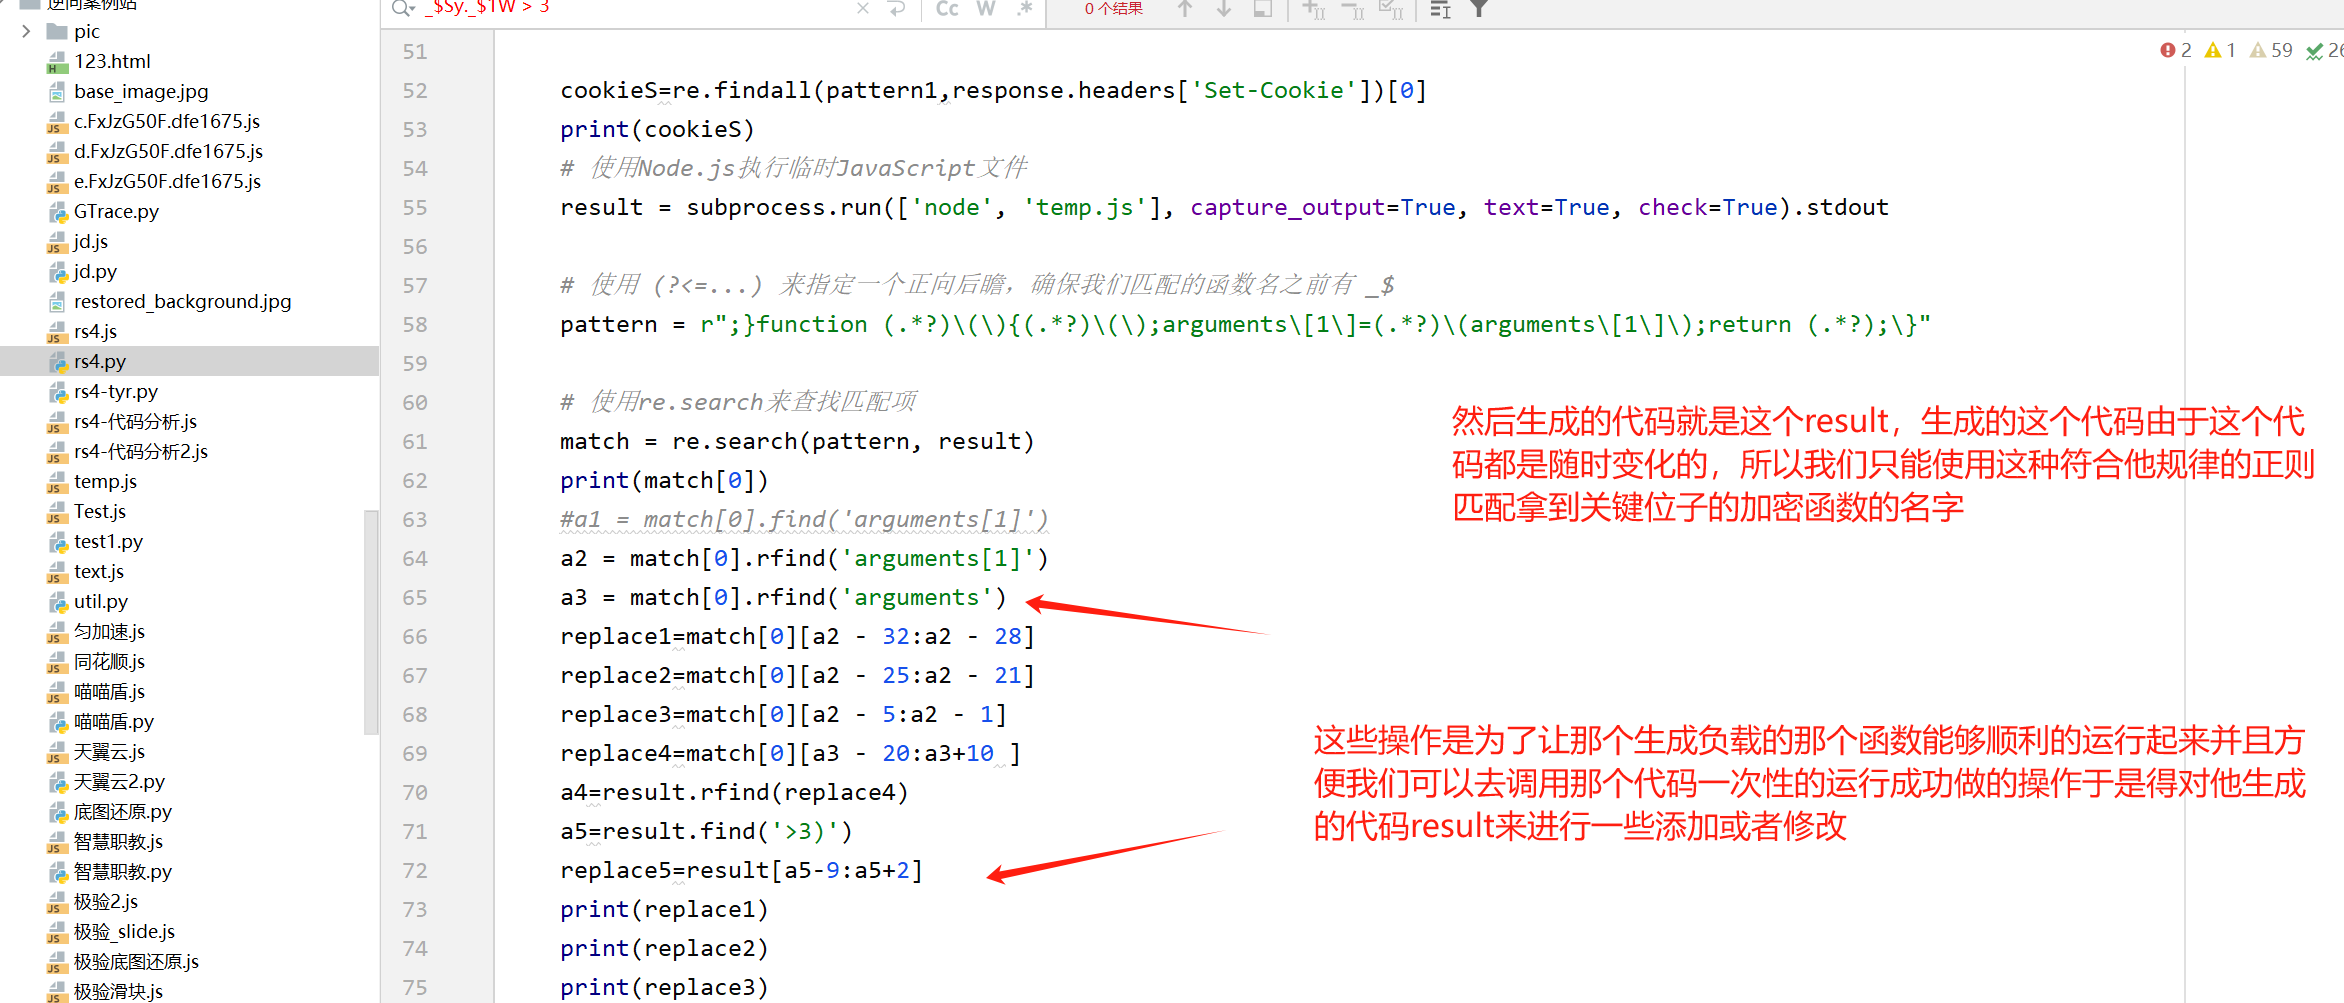 逆向案例站
pic
123.html
base_image.jpg
c.FxJzG50F.dfe1675.js
d.FxJzG50F.dfe1675.js
e.FxJzG50F.dfe1675.js
GTrace.py
jd.js
jd.py
restored_background.jpg
rs4.js
rs4.py
rs4-tyr.py
rs4-代码分析.js
rs4-代码分析2.js
temp.js
Test.js
test1.py
text.js
util.py
匀加速.js
同花顺.js
喵喵盾.js
喵喵盾.py
天翼云.js
天翼云2.py
底图还原.py
智慧职教.js
智慧职教.py
极验2.js
极验_slide.js
极验底图还原.js
极验滑块.js
_$Sy._$1W > 3
Cc W .*
0 个结果
2 1 59 26
51
52 cookieS=re.findall(pattern1,response.headers['Set-Cookie'])[0]
53 print(cookieS)
54 # 使用Node.js执行临时JavaScript文件
55 result = subprocess.run(['node', 'temp.js'], capture_output=True, text=True, check=True).stdout
56
57 # 使用 (?<=...) 来指定一个正向后瞻，确保我们匹配的函数名之前有 _$
58 pattern = r";}function (.*?)\(\){(.*?)\(\);arguments\[1\]=(.*?)\(arguments\[1\]\);return (.*?);\}"
59
60 # 使用re.search来查找匹配项
61 match = re.search(pattern, result)
62 print(match[0])
63 #a1 = match[0].find('arguments[1]')
64 a2 = match[0].rfind('arguments[1]')
65 a3 = match[0].rfind('arguments')
66 replace1=match[0][a2 - 32:a2 - 28]
67 replace2=match[0][a2 - 25:a2 - 21]
68 replace3=match[0][a2 - 5:a2 - 1]
69 replace4=match[0][a3 - 20:a3+10 ]
70 a4=result.rfind(replace4)
71 a5=result.find('>3)')
72 replace5=result[a5-9:a5+2]
73 print(replace1)
74 print(replace2)
75 print(replace3)
然后生成的代码就是这个result，生成的这个代码由于这个代
码都是随时变化的，所以我们只能使用这种符合他规律的正则
匹配拿到关键位子的加密函数的名字
这些操作是为了让那个生成负载的那个函数能够顺利的运行起来并且方
便我们可以去调用那个代码一次性的运行成功做的操作于是得对他生成
的代码result来进行一些添加或者修改